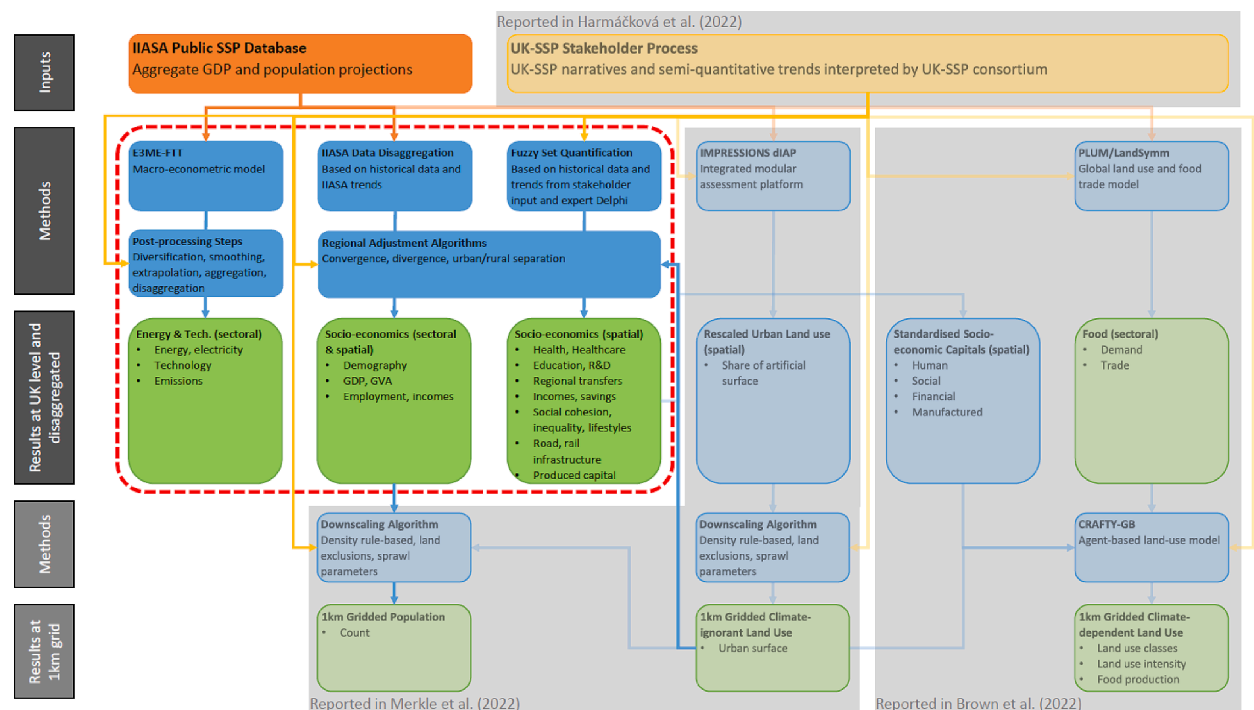 Reported in Harmáčková et al. (2022)
Inputs
IIASA Public SSP Database
Aggregate GDP and population projections
UK-SSP Stakeholder Process
UK-SSP narratives and semi-quantitative trends interpreted by UK-SSP consortium
Methods
E3ME-FTT
Macro-econometric model
IIASA Data Disaggregation
Based on historical data and
IIASA trends
Fuzzy Set Quantification
Based on historical data and
trends from stakeholder
input and expert Delphi
IMPRESSIONS dIAP
Integrated modular
assessment platform
PLUM/LandSymm
Global land use and food
trade model
Post-processing Steps
Diversification, smoothing,
extrapolation, aggregation,
disaggregation
Regional Adjustment Algorithms
Convergence, divergence, urban/rural separation
Results at UK level and
disaggregated
Energy & Tech. (sectoral)
• Energy, electricity
• Technology
• Emissions
Socio-economics (sectoral
& spatial)
• Demography
• GDP, GVA
• Employment, incomes
Socio-economics (spatial)
• Health, Healthcare
• Education, R&D
• Regional transfers
• Incomes, savings
• Social cohesion,
inequality, lifestyles
• Road, rail
infrastructure
• Produced capital
Rescaled Urban Land use
(spatial)
• Share of artificial
surface
Standardised Socio-
economic Capitals (spatial)
• Human
• Social
• Financial
• Manufactured
Food (sectoral)
• Demand
• Trade
Methods
Downscaling Algorithm
Density rule-based, land
exclusions, sprawl
parameters
Downscaling Algorithm
Density rule-based, land
exclusions, sprawl
parameters
CRAFTY-GB
Agent-based land-use model
Results at
1km grid
1km Gridded Population
• Count
1km Gridded Climate-
ignorant Land Use
• Urban surface
1km Gridded Climate-
dependent Land Use
• Land use classes
• Land use intensity
• Food production
Reported in Merkle et al. (2022)
Reported in Brown et al. (2022)